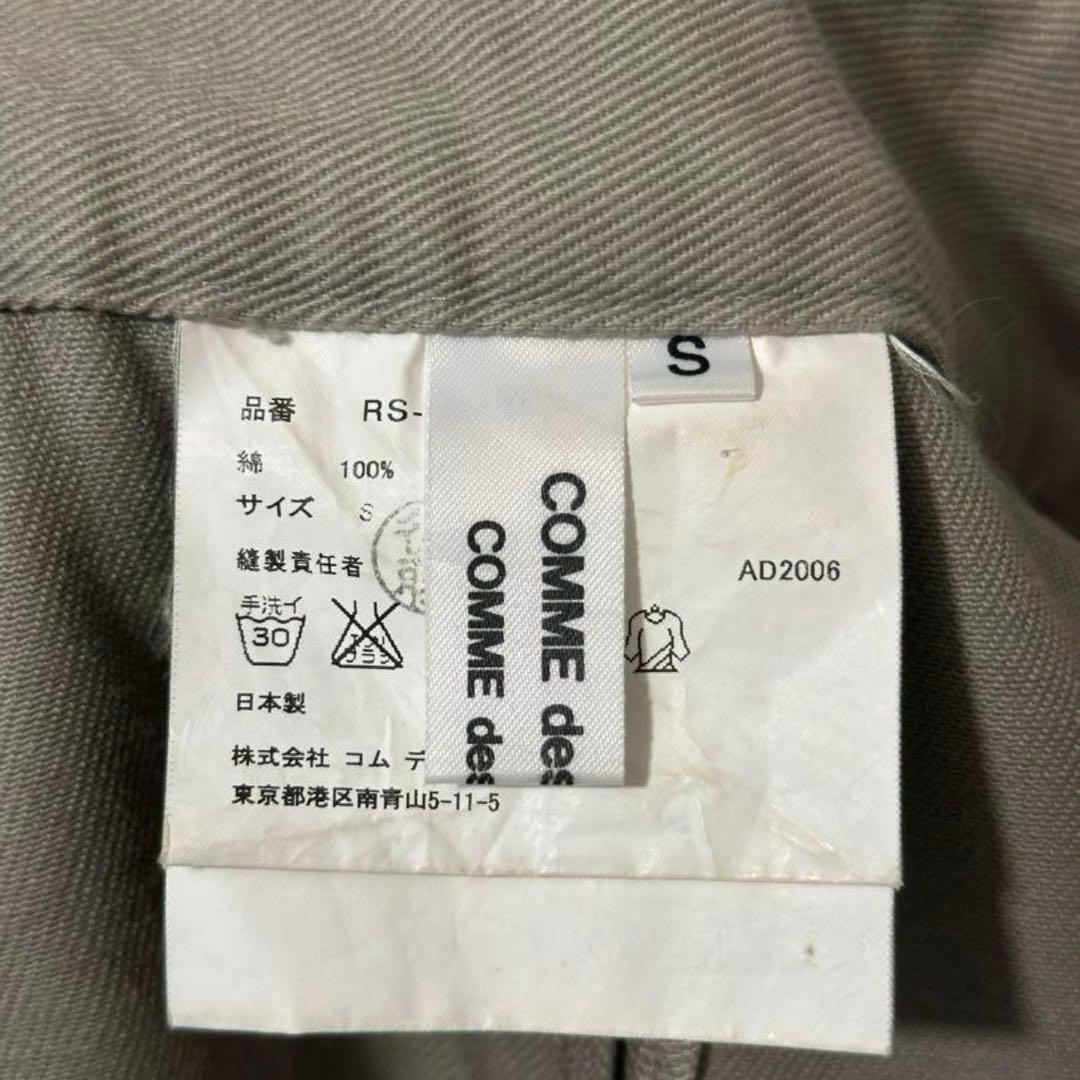 S
品番 RS-
綿 100%
サイズ S
縫製責任者
手洗イ
30
日本製
株式会社 コム デ
東京都港区南青山5-11-5
COMME des
COMME des
AD2006